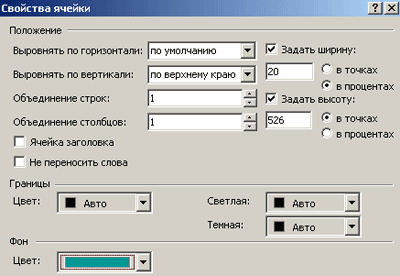 Свойства ячейки
Положение
Выровнять по горизонтали: по умолчанию Задать ширину:
Выровнять по вертикали: по верхнему краю 20 в точках
в процентах
Объединение строк: 1 Задать высоту:
Объединение столбцов: 1 526 в точках
в процентах
Ячейка заголовка
Не переносить слова
Границы
Цвет: Авто Светлая: Авто
Темная: Авто
Фон
Цвет: